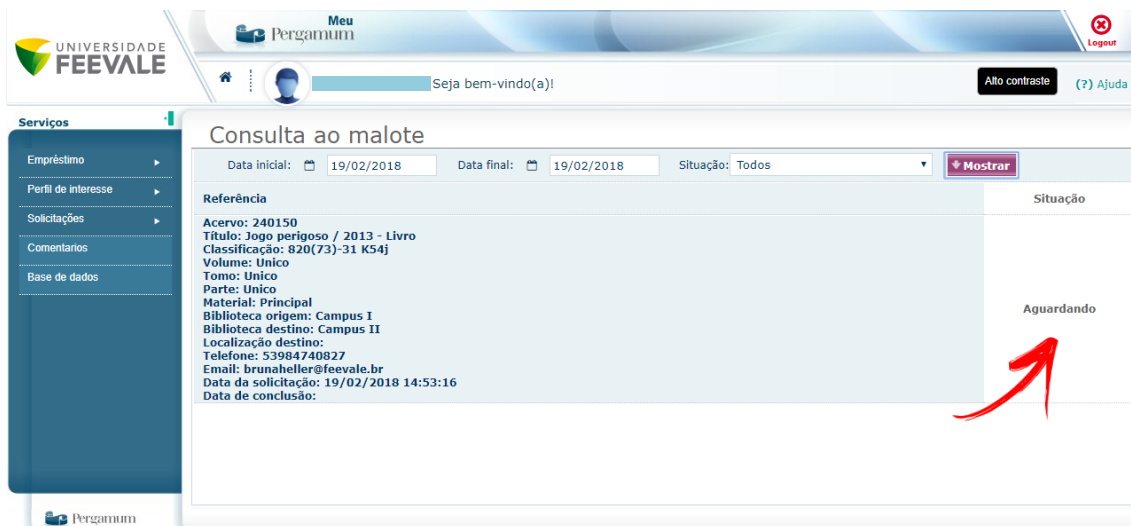 UNIVERSIDADE
FEEVALE
Meu
Pergamum
Logout
Seja bem-vindo(a)!
Alto contraste
(?) Ajuda
Serviços
Empréstimo
Perfil de interesse
Solicitações
Comentarios
Base de dados
Consulta ao malote
Data inicial: 19/02/2018 Data final: 19/02/2018 Situação: Todos Mostrar
Referência Situação
Acervo: 240150
Título: Jogo perigoso / 2013 - Livro
Classificação: 820(73)-31 K54j
Volume: Unico
Tomo: Unico
Parte: Unico
Material: Principal
Biblioteca origem: Campus I
Biblioteca destino: Campus II
Localização destino:
Telefone: 53984740827
Email: brunaheller@feevale.br
Data da solicitação: 19/02/2018 14:53:16
Data de conclusão:
Aguardando
Pergamum